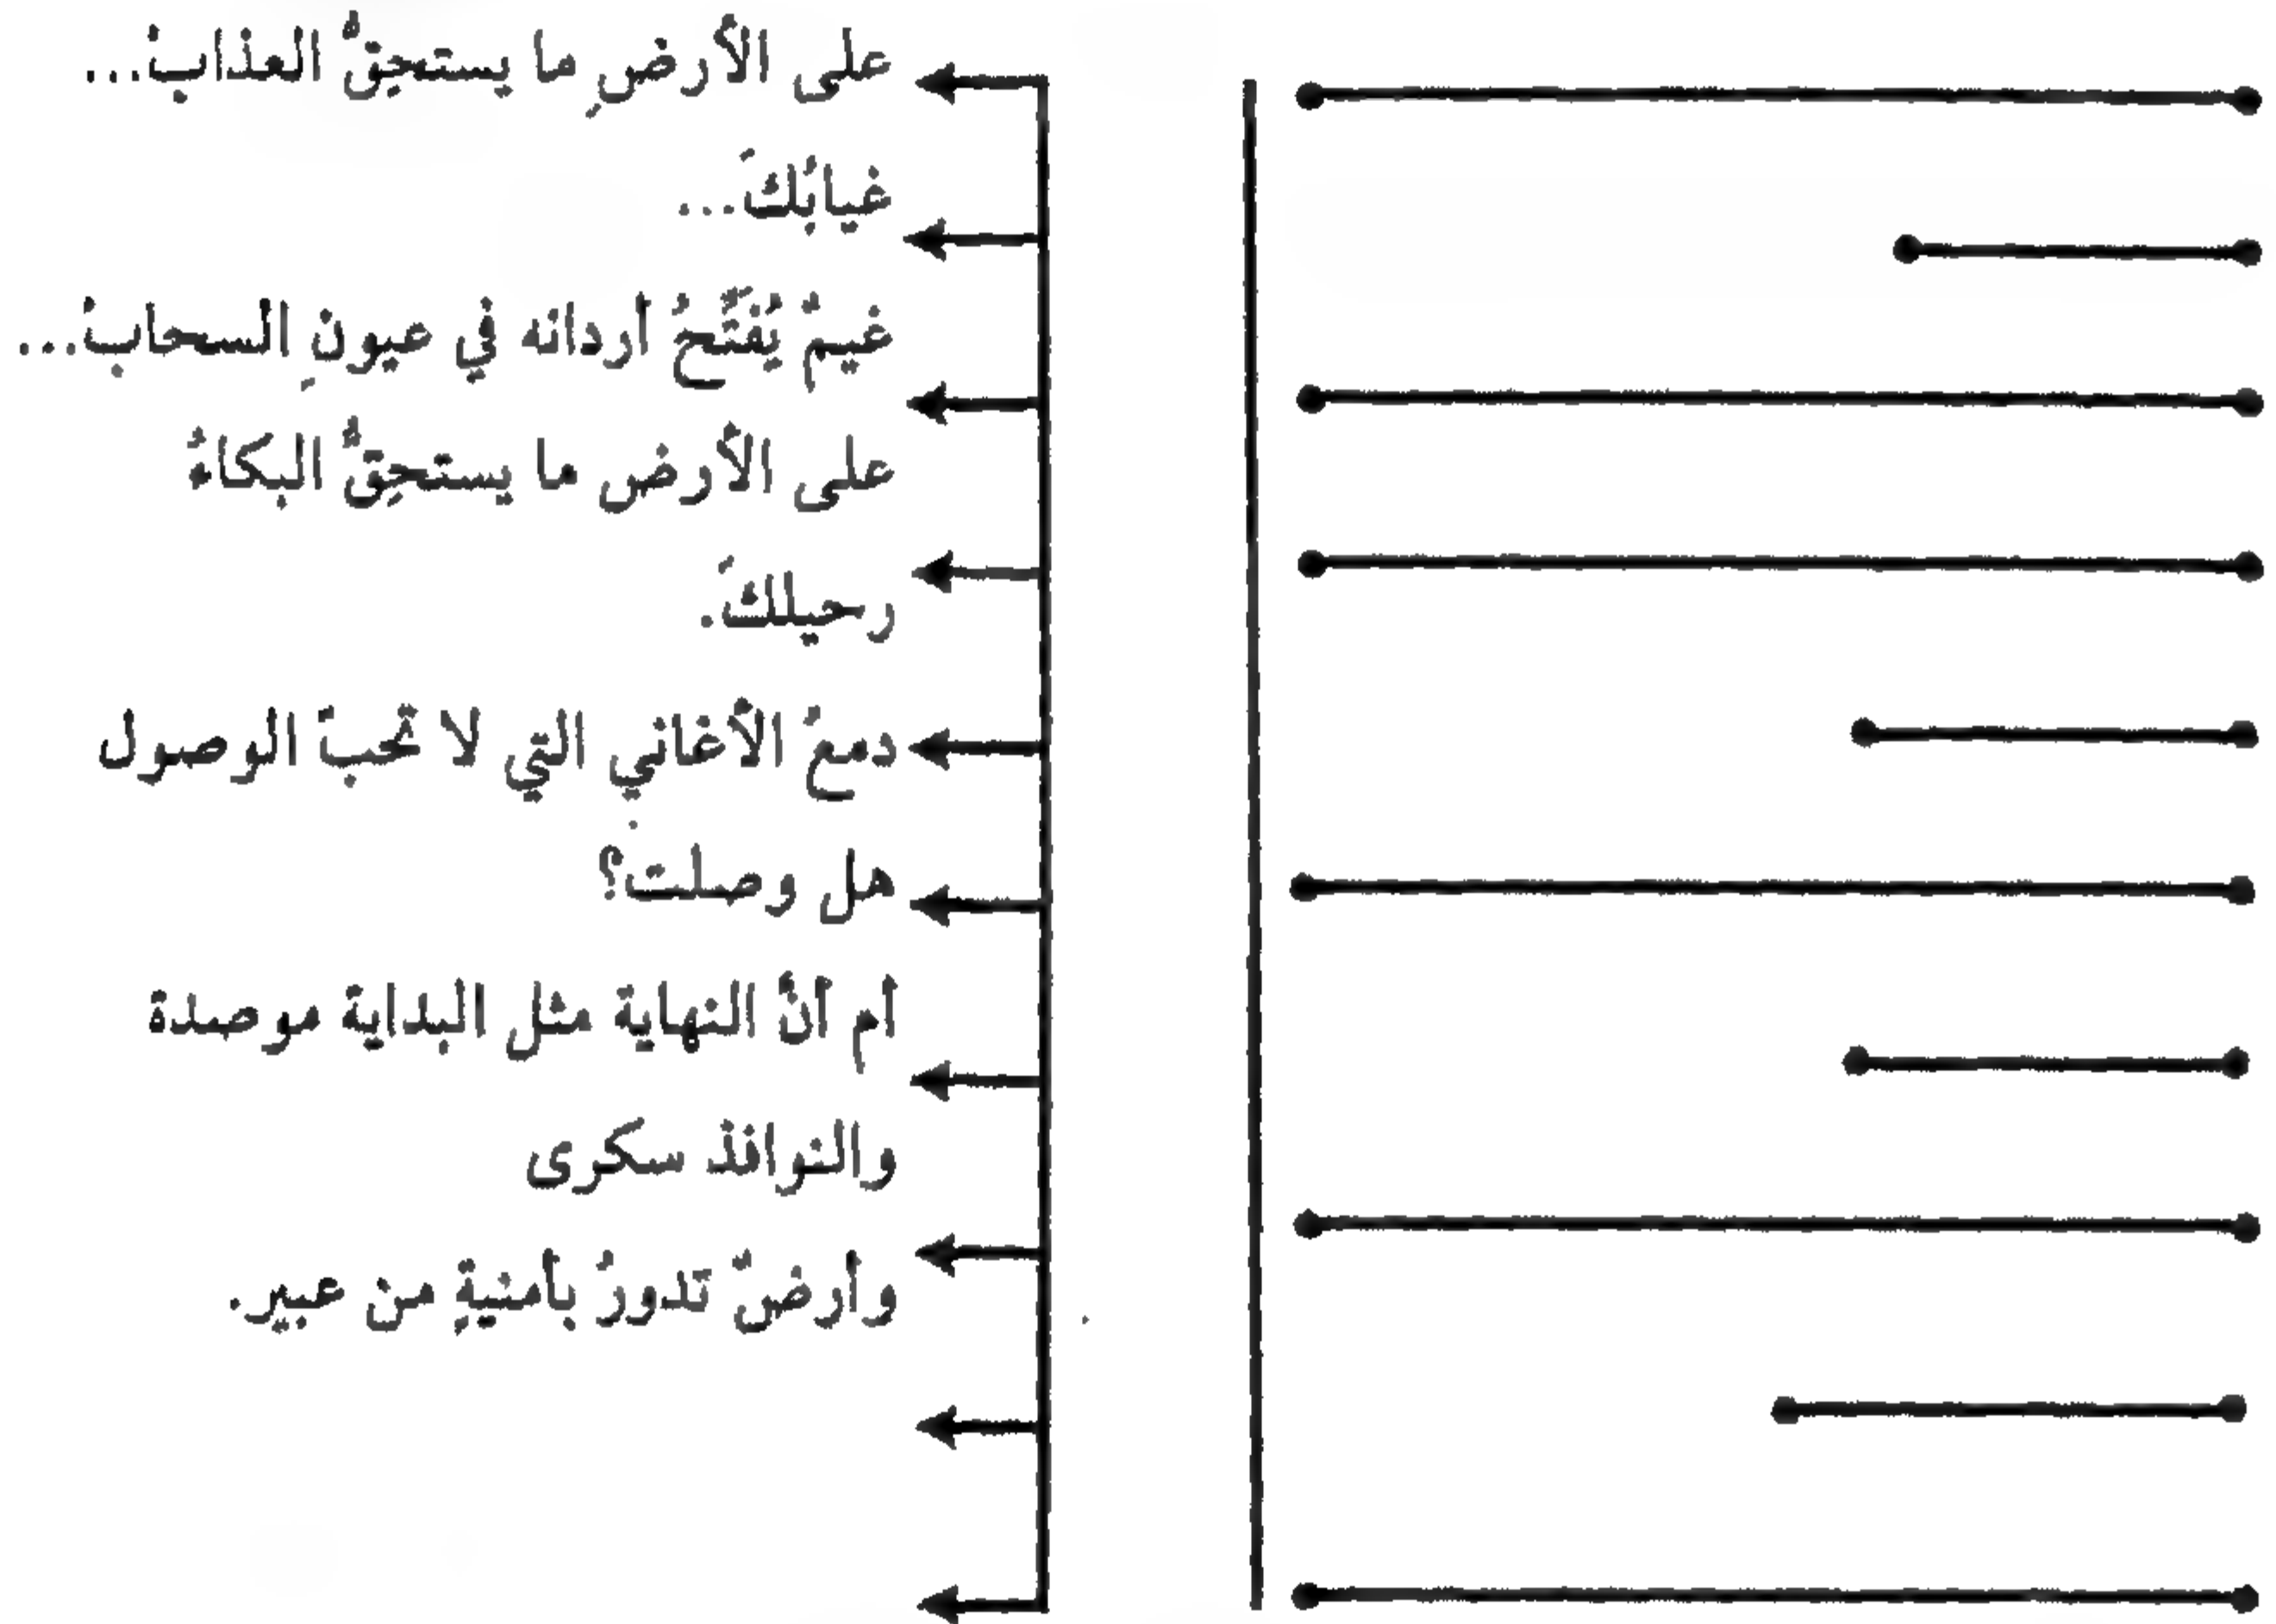 على الأرضِ ما يستحِقُّ العذابْ...
غيابُكَ...
غيمٌ يُفَتِّحُ أردانه في عيونِ السحابْ...
على الأرض ما يستحِقُّ البكاءْ
رحيلكَ.
دمعُ الأغاني التي لا تحبّ الوصول
هل وصلت؟
أم أنّ النهاية مثل البداية موصدة
والنوافذ سكرى
وأرضٌ تدورُ بأمنيةٍ من عبير.